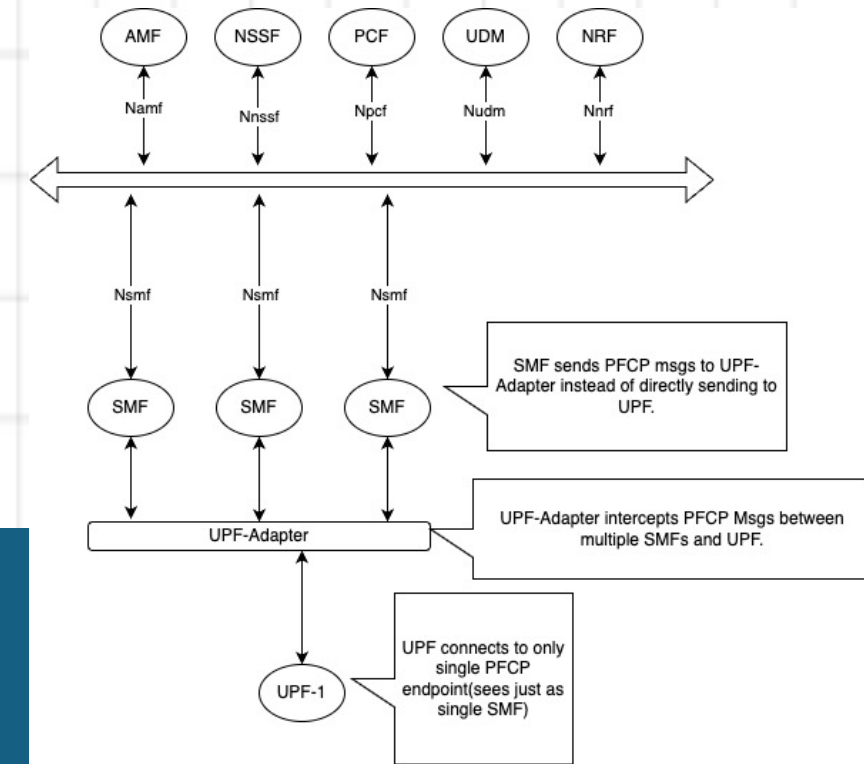 AMF
NSSF
PCF
UDM
NRF
Namf
Nnssf
Npcf
Nudm
Nnrf
Nsmf
Nsmf
Nsmf
SMF
SMF
SMF
SMF sends PFCP msgs to UPF-
Adapter instead of directly sending to
UPF.
UPF-Adapter
UPF-Adapter intercepts PFCP Msgs between
multiple SMFs and UPF.
UPF-1
UPF connects to only
single PFCP
endpoint(sees just as
single SMF)